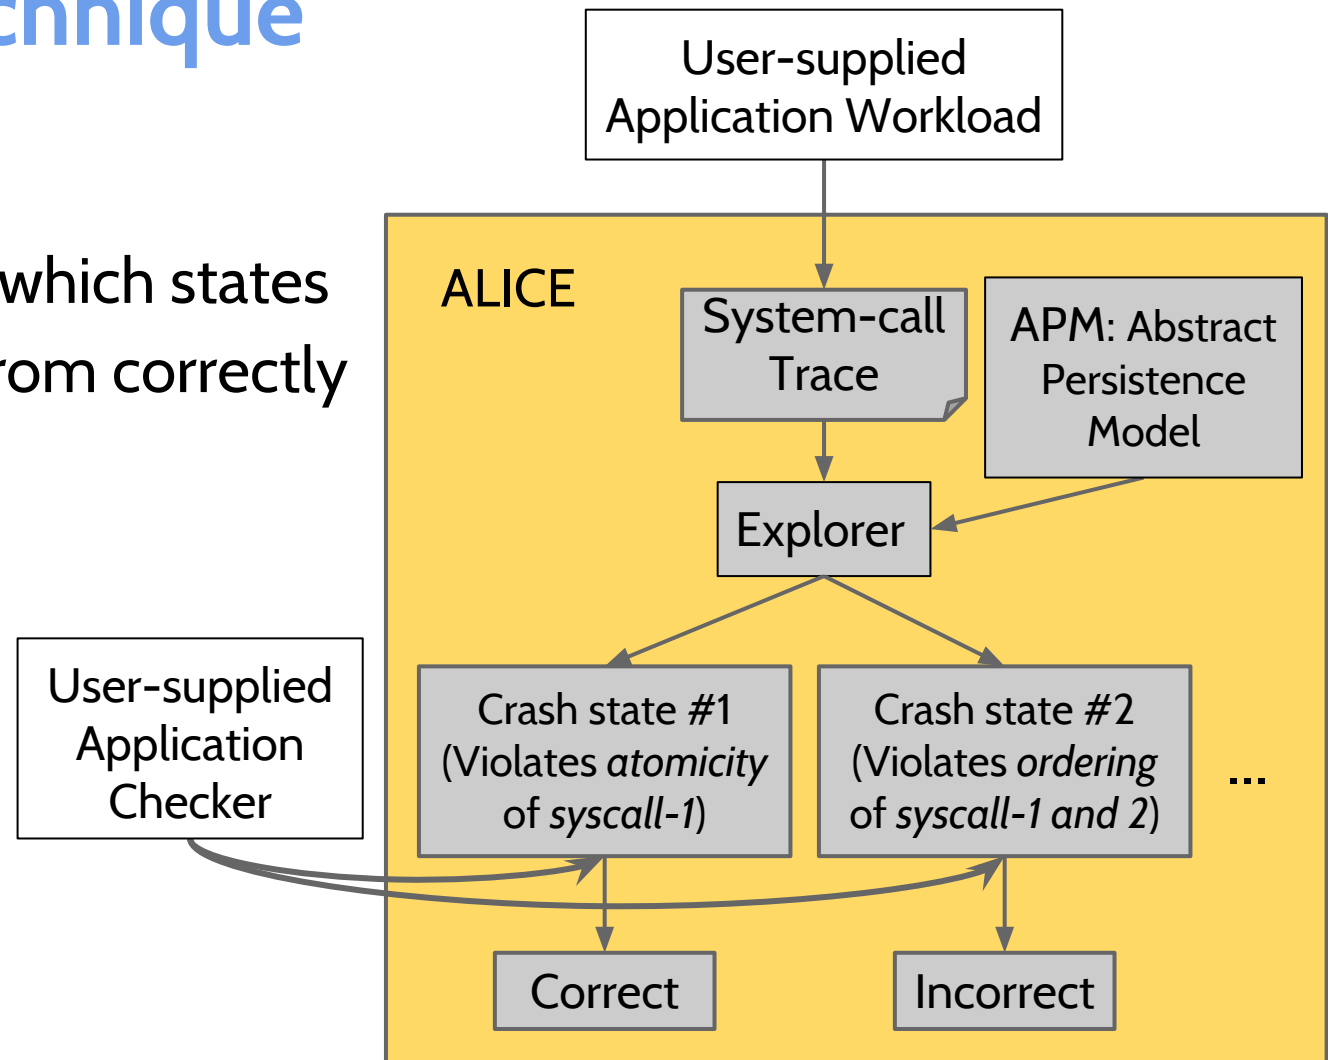 User-supplied
Application Workload
which states
rom correctly
ALICE
System-call
Trace
APM: Abstract
Persistence
Model
Explorer
User-supplied
Application
Checker
Crash state #1
(Violates atomicity
of syscall-1)
Crash state #2
(Violates ordering
of syscall-1 and 2)
...
Correct
Incorrect